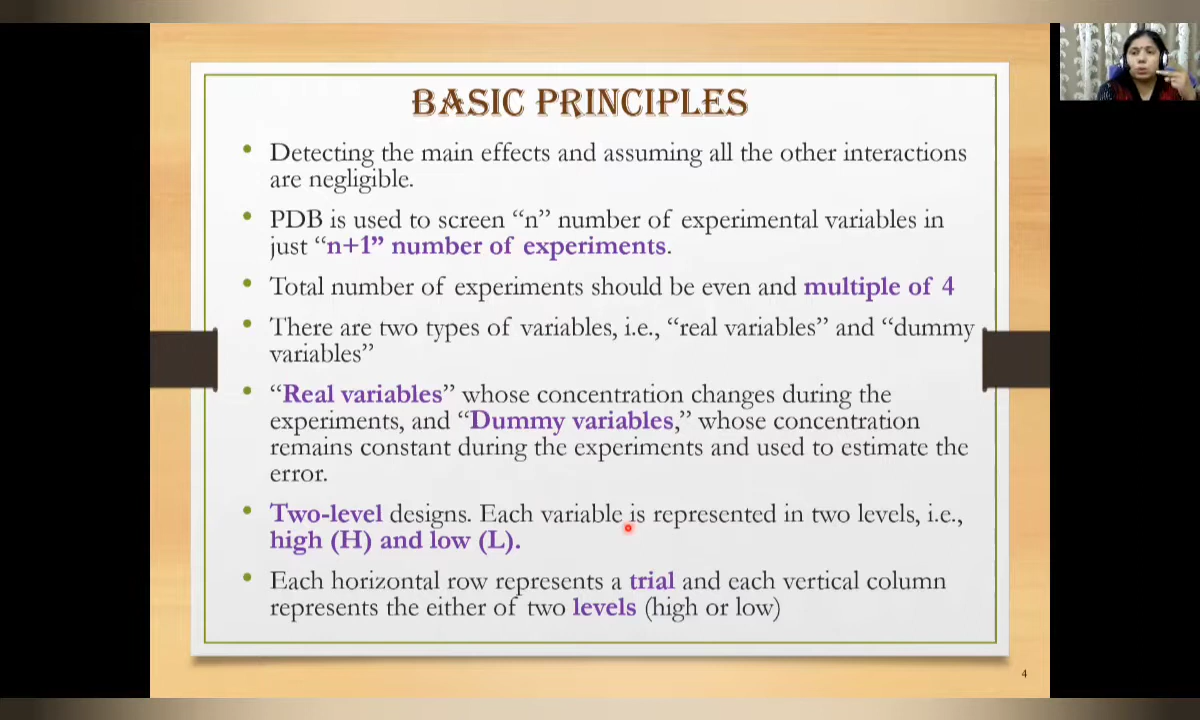 BASIC PRINCIPLES
• Detecting the main effects and assuming all the other interactions
are negligible.
• PDB is used to screen “n” number of experimental variables in
just “n+1” number of experiments.
• Total number of experiments should be even and multiple of 4
• There are two types of variables, i.e., “real variables” and “dummy
variables”
• “Real variables” whose concentration changes during the
experiments, and “Dummy variables,” whose concentration
remains constant during the experiments and used to estimate the
error.
• Two-level designs. Each variable is represented in two levels, i.e.,
high (H) and low (L).
• Each horizontal row represents a trial and each vertical column
represents the either of two levels (high or low)
4